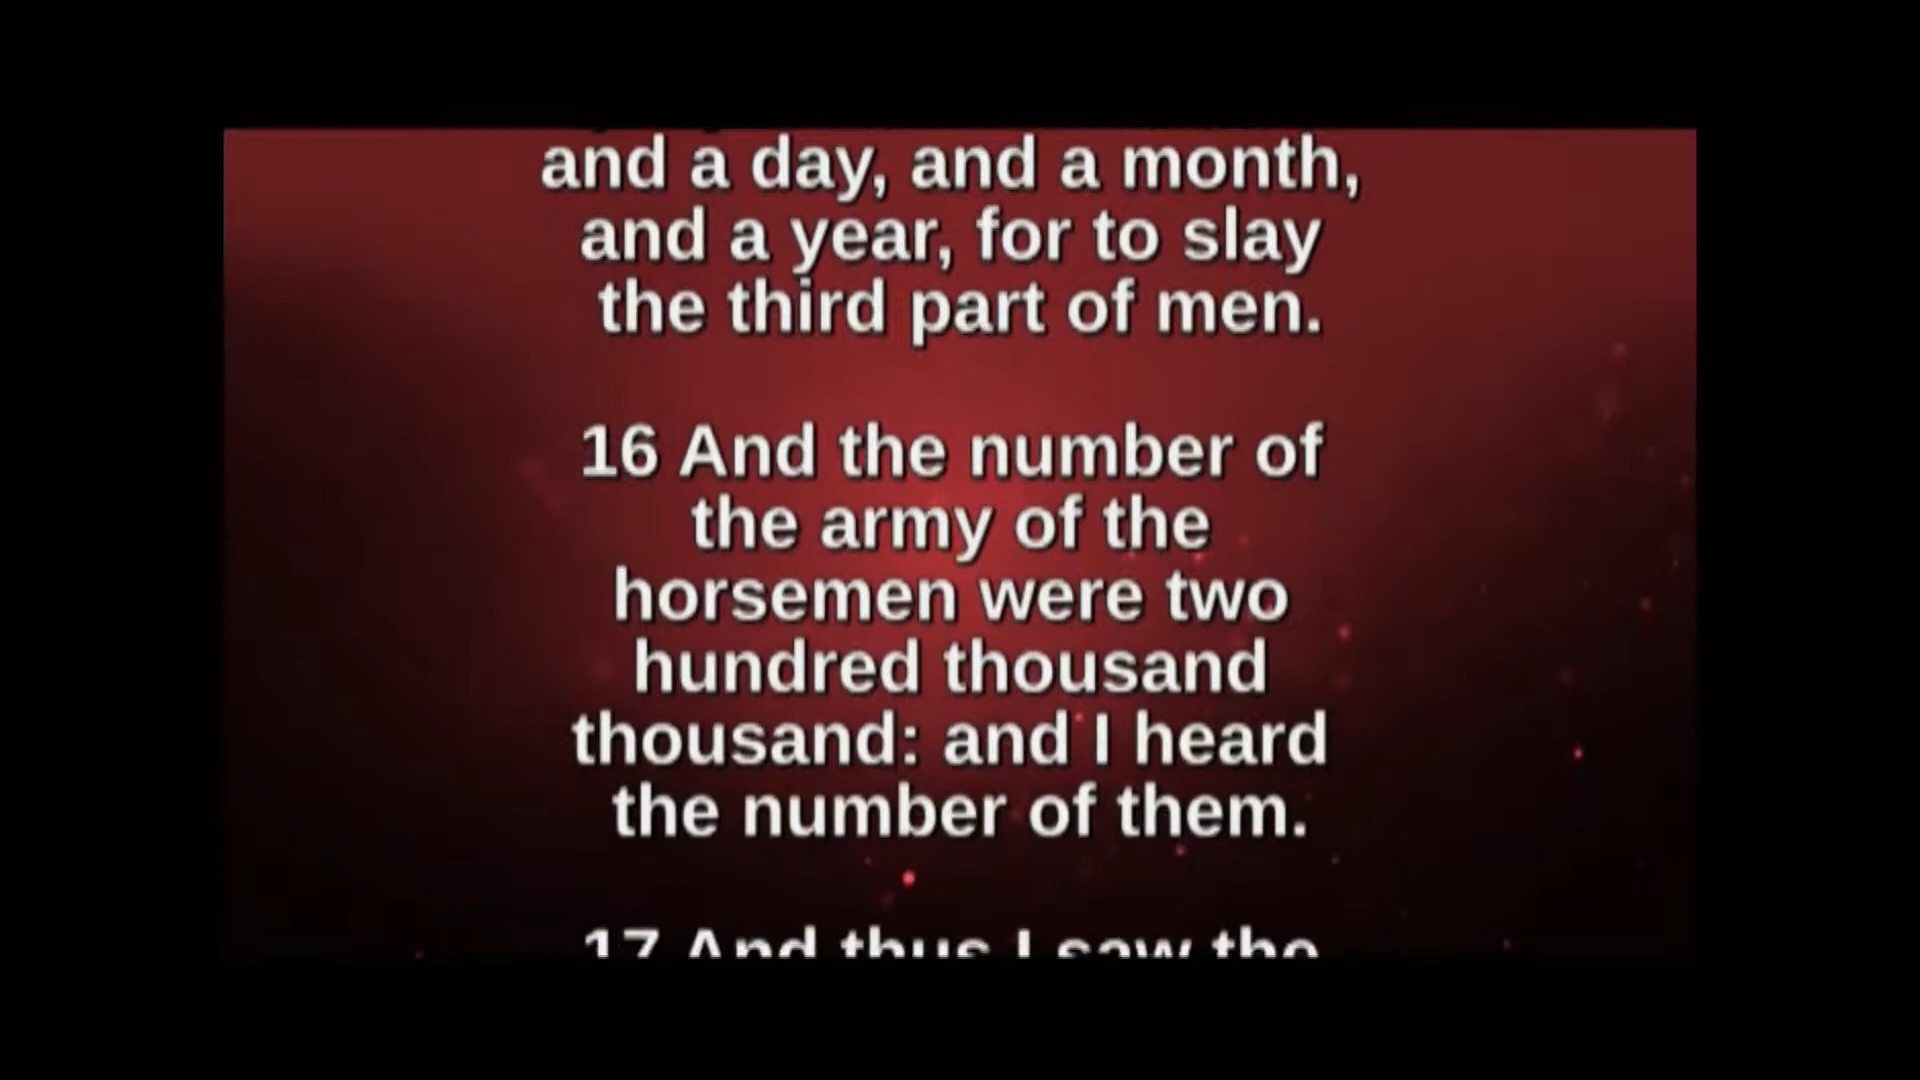 and a day, and a month,
and a year, for to slay
the third part of men.
16 And the number of
the army of the
horsemen were two
hundred thousand
thousand: and I heard
the number of them.
17 And thus I saw the